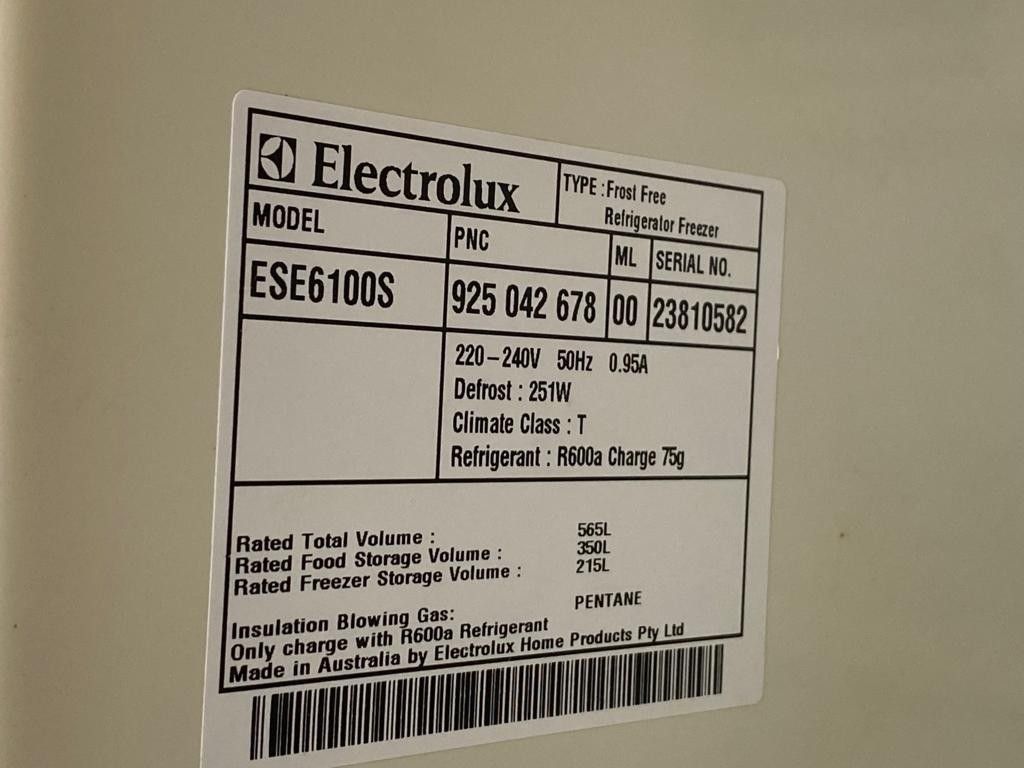 Electrolux
TYPE : Frost Free
Refrigerator Freezer
MODEL
PNC
ML
SERIAL NO.
ESE6100S
925 042 678
00
23810582
220-240V 50Hz 0.95A
Defrost : 251W
Climate Class : T
Refrigerant : R600a Charge 75g
Rated Total Volume : 565L
Rated Food Storage Volume : 350L
Rated Freezer Storage Volume : 215L
Insulation Blowing Gas: PENTANE
Only charge with R600a Refrigerant
Made in Australia by Electrolux Home Products Pty Ltd